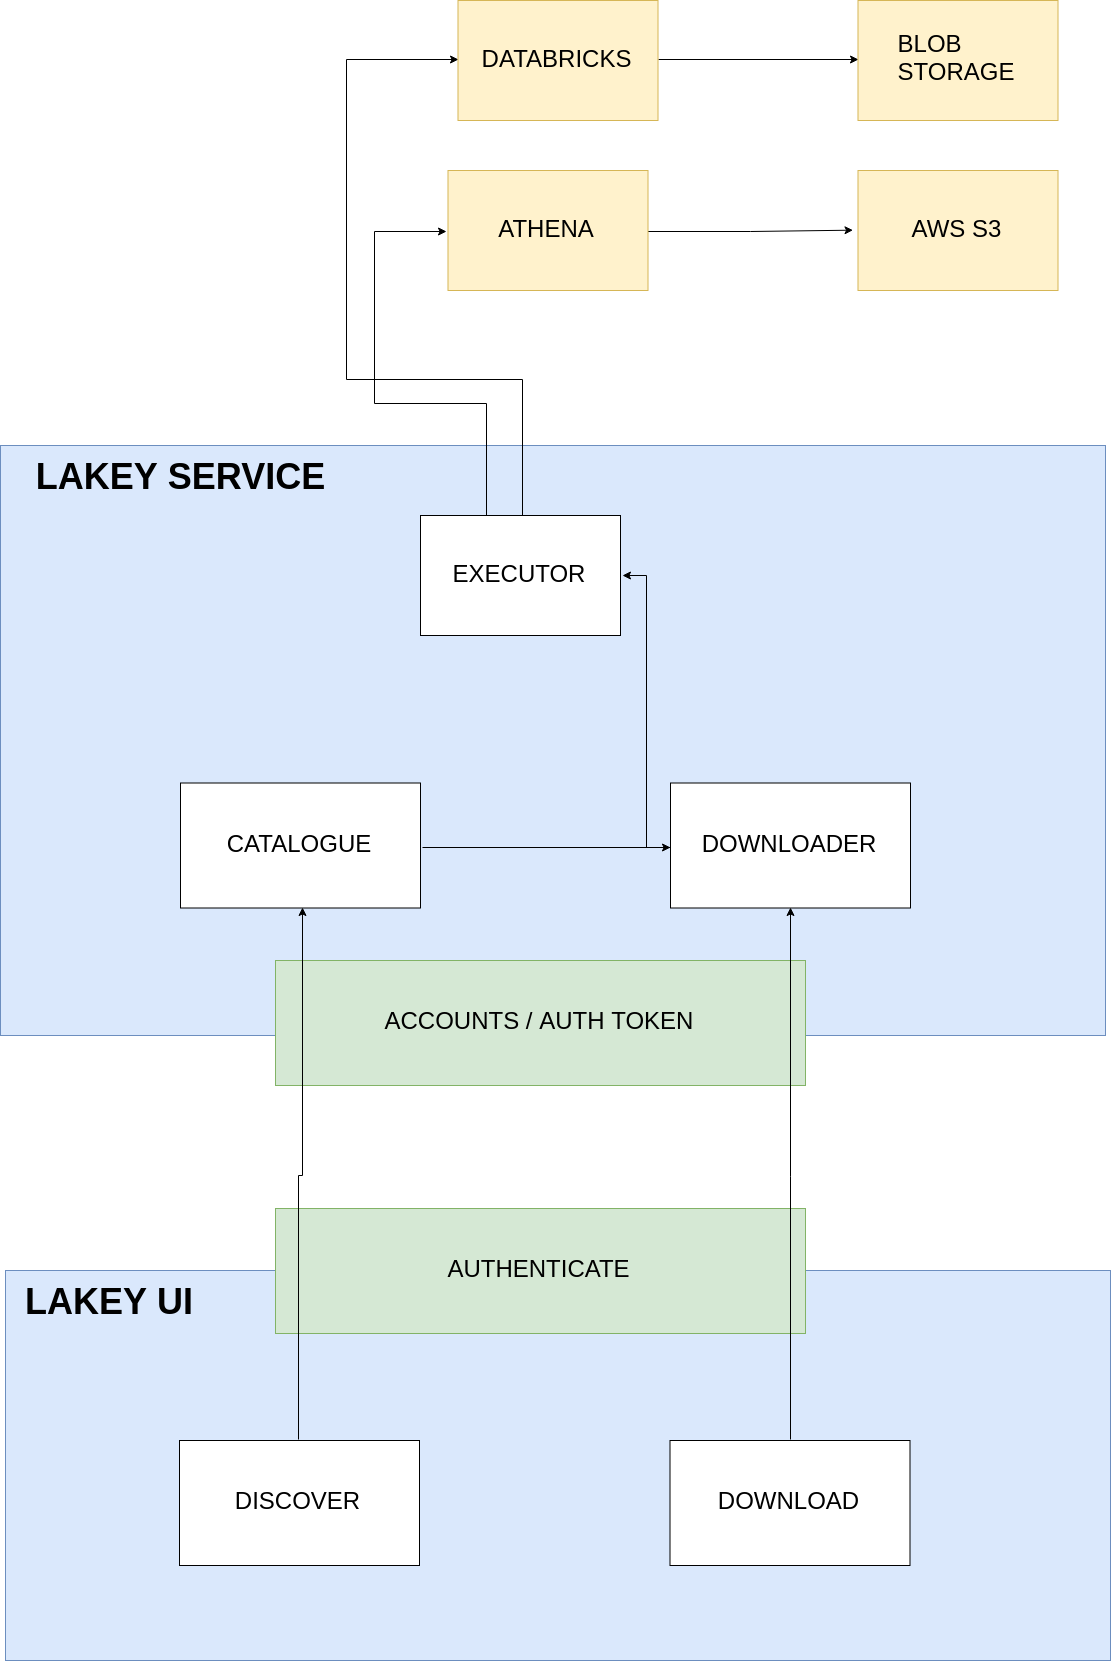 DATABRICKS
BLOB
STORAGE
ATHENA
AWS S3
LAKEY SERVICE
EXECUTOR
CATALOGUE
DOWNLOADER
ACCOUNTS / AUTH TOKEN
AUTHENTICATE
LAKEY UI
DISCOVER
DOWNLOAD